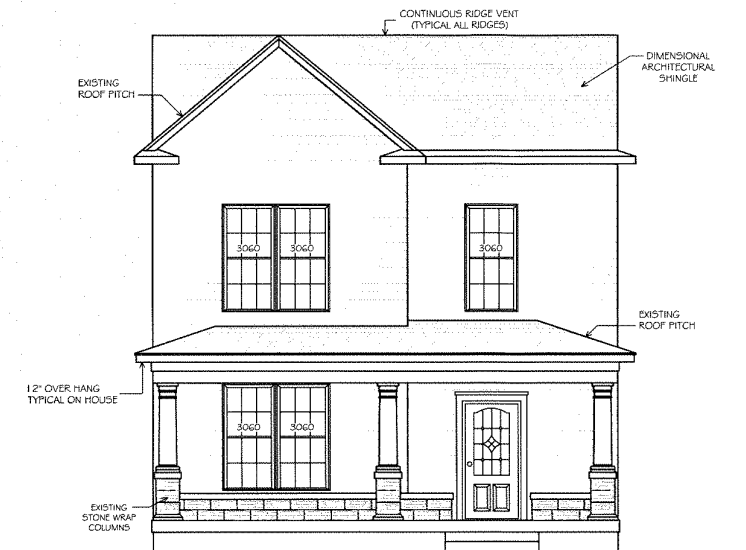 CONTINUOUS RIDGE VENT
(TYPICAL ALL RIDGES)
DIMENSIONAL
ARCHITECTURAL
SHINGLE
EXISTING
ROOF PITCH
3060
3060
3060
EXISTING
ROOF PITCH
12" OVER HANG
TYPICAL ON HOUSE
3060
3060
EXISTING
STONE WRAP
COLUMNS